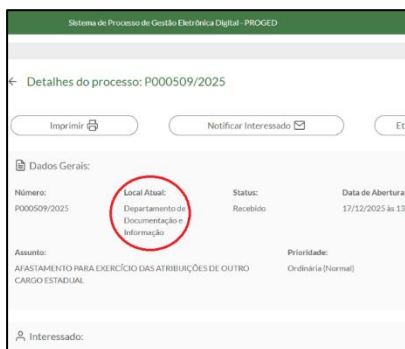 Sistema de Processo de Gestão Eletrônica Digital - PROGED
← Detalhes do processo: P000509/2025
Imprimir
Notificar Interessado
Et
Dados Gerais:
Número: Local Atual: Status: Data de Abertura
P000509/2025 Departamento de Documentação e Informação Recebido 17/12/2025 às 13
Assunto: Prioridade:
AFASTAMENTO PARA EXERCÍCIO DAS ATRIBUIÇÕES DE OUTRO Ordinária (Normal)
CARGO ESTADUAL
Interessado: